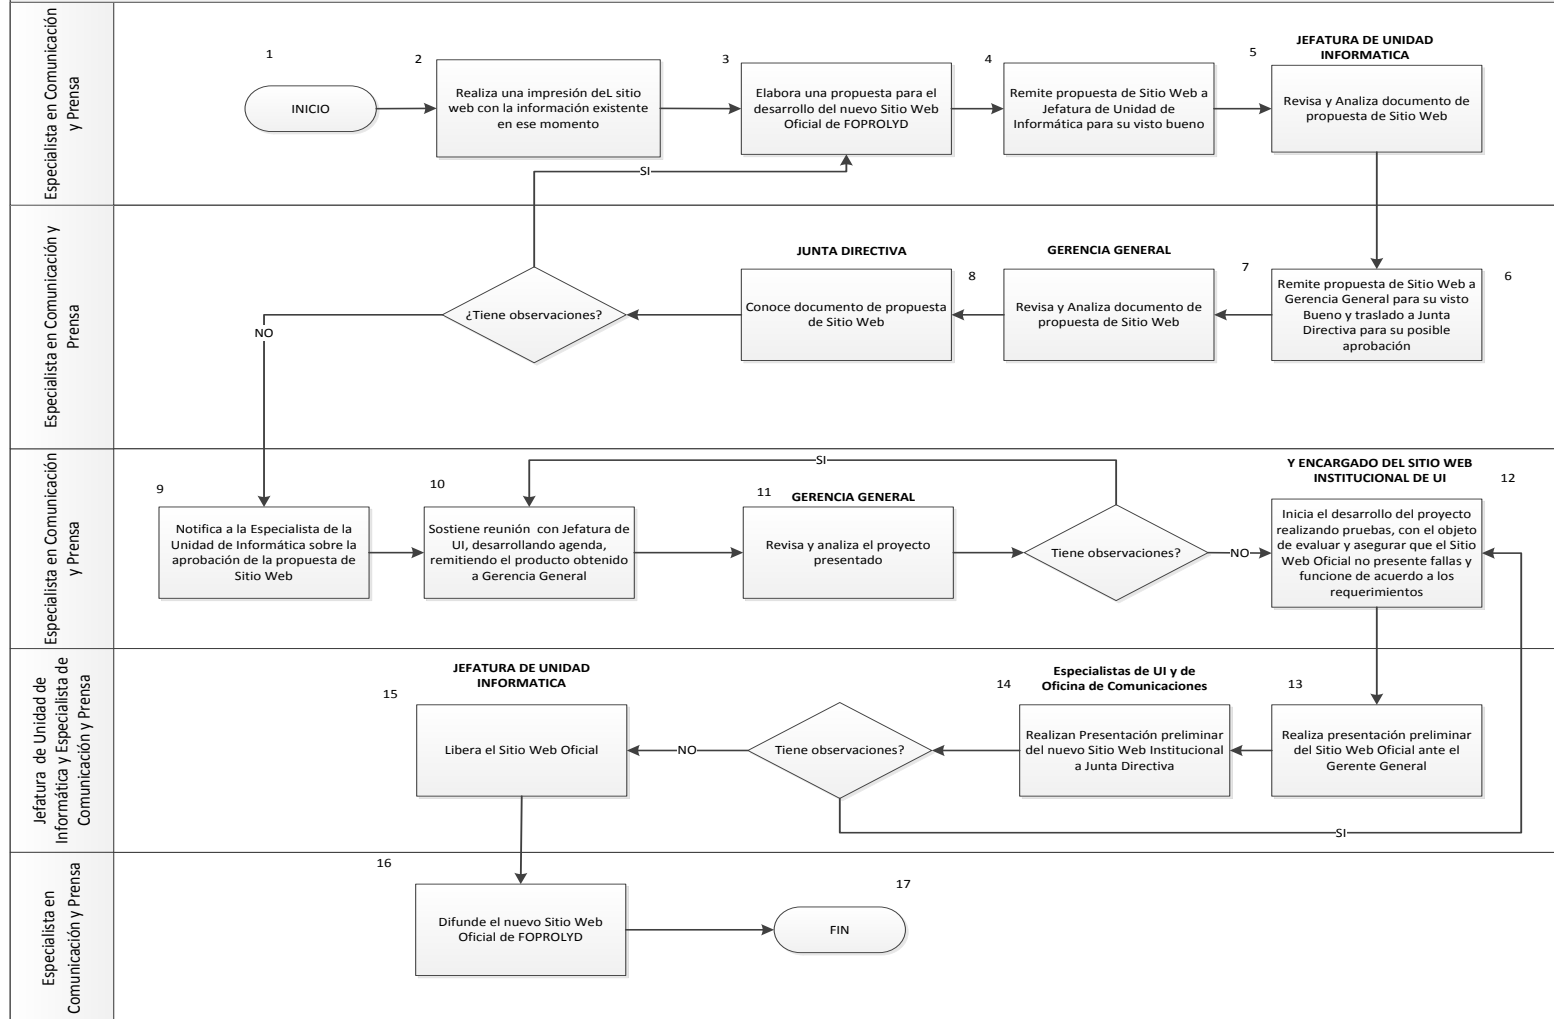 Especialista en Comunicación
y Prensa
1
INICIO
2
Realiza una impresión deL sitio
web con la información existente
en ese momento
3
Elabora una propuesta para el
desarrollo del nuevo Sitio Web
Oficial de FOPROLYD
4
Remite propuesta de Sitio Web a
Jefatura de Unidad de
Informática para su visto bueno
5
JEFATURA DE UNIDAD
INFORMATICA
Revisa y Analiza documento de
propuesta de Sitio Web
SI
Especialista en Comunicación y
Prensa
6
Remite propuesta de Sitio Web a
Gerencia General para su visto
Bueno y traslado a Junta
Directiva para su posible
aprobación
7
GERENCIA GENERAL
Revisa y Analiza documento de
propuesta de Sitio Web
8
JUNTA DIRECTIVA
Conoce documento de propuesta
de Sitio Web
¿Tiene observaciones?
NO
Especialista en Comunicación
y Prensa
9
Notifica a la Especialista de la
Unidad de Informática sobre la
aprobación de la propuesta de
Sitio Web
10
Sostiene reunión con Jefatura de
UI, desarrollando agenda,
remitiendo el producto obtenido
a Gerencia General
11
GERENCIA GENERAL
Revisa y analiza el proyecto
presentado
SI
Tiene observaciones?
NO
Y ENCARGADO DEL SITIO WEB
INSTITUCIONAL DE UI
12
Inicia el desarrollo del proyecto
realizando pruebas, con el objeto
de evaluar y asegurar que el Sitio
Web Oficial no presente fallas y
funcione de acuerdo a los
requerimientos
Jefatura de Unidad de
Informática y Especialista de
Comunicación y Prensa
13
Realiza presentación preliminar
del Sitio Web Oficial ante el
Gerente General
14
Especialistas de UI y de
Oficina de Comunicaciones
Realizan Presentación preliminar
del nuevo Sitio Web Institucional
a Junta Directiva
Tiene observaciones?
SI
NO
15
JEFATURA DE UNIDAD
INFORMATICA
Libera el Sitio Web Oficial
Especialista en
Comunicación y Prensa
16
Difunde el nuevo Sitio Web
Oficial de FOPROLYD
17
FIN